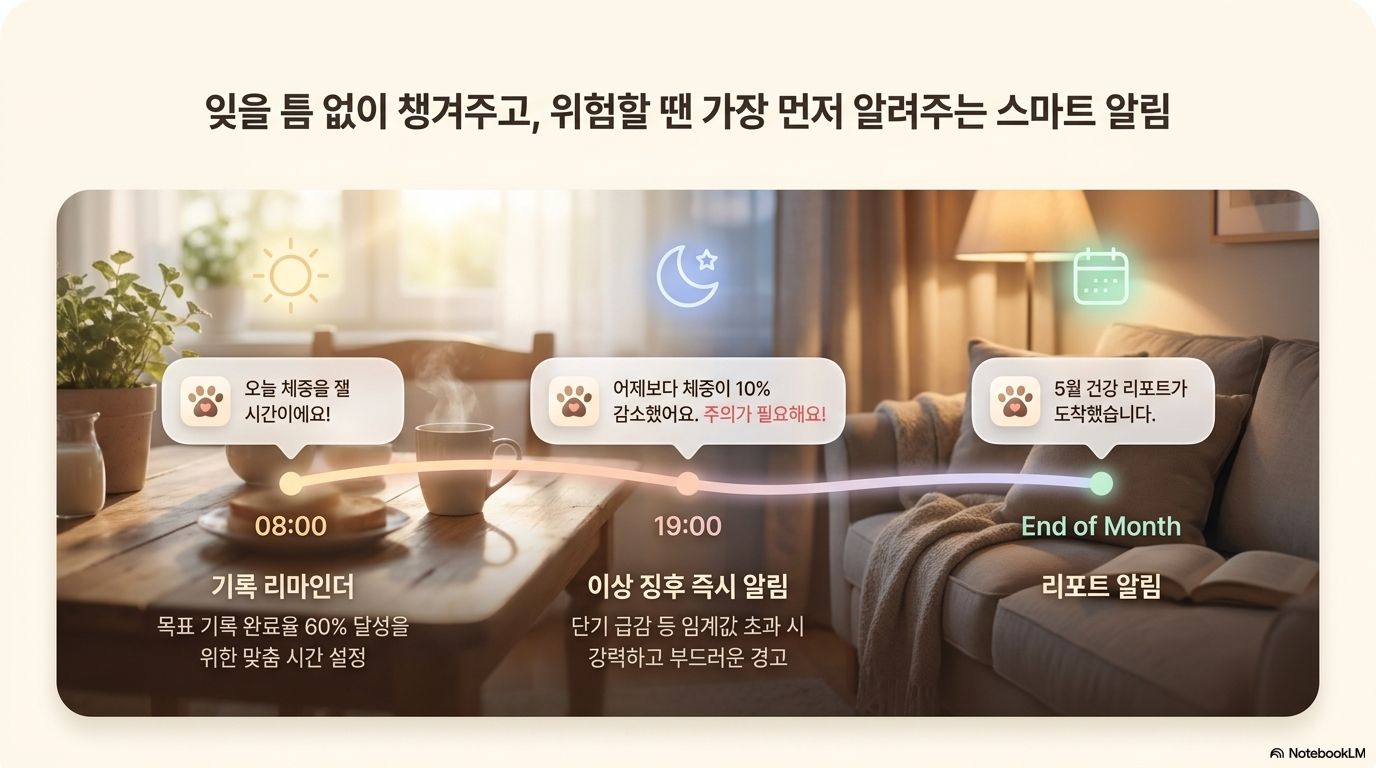 잊을 틈 없이 챙겨주고, 위험할 땐 가장 먼저 알려주는 스마트 알림
오늘 체중을 잴
시간이에요!
어제보다 체중이 10%
감소했어요. 주의가 필요해요!
5월 건강 리포트가
도착했습니다.
08:00
19:00
End of Month
기록 리마인더
목표 기록 완료율 60% 달성을
위한 맞춤 시간 설정
이상 징후 즉시 알림
단기 급감 등 임계값 초과 시
강력하고 부드러운 경고
리포트 알림
NotebookLM